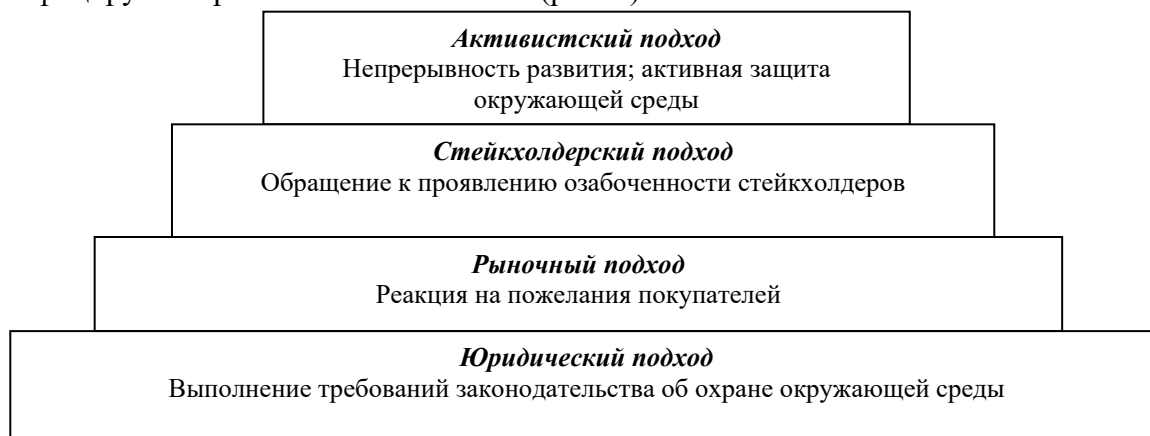 Активистский подход
Непрерывность развития; активная защита
окружающей среды
Стейкхолдерский подход
Обращение к проявлению озабоченности стейкхолдеров
Рыночный подход
Реакция на пожелания покупателей
Юридический подход
Выполнение требований законодательства об охране окружающей среды